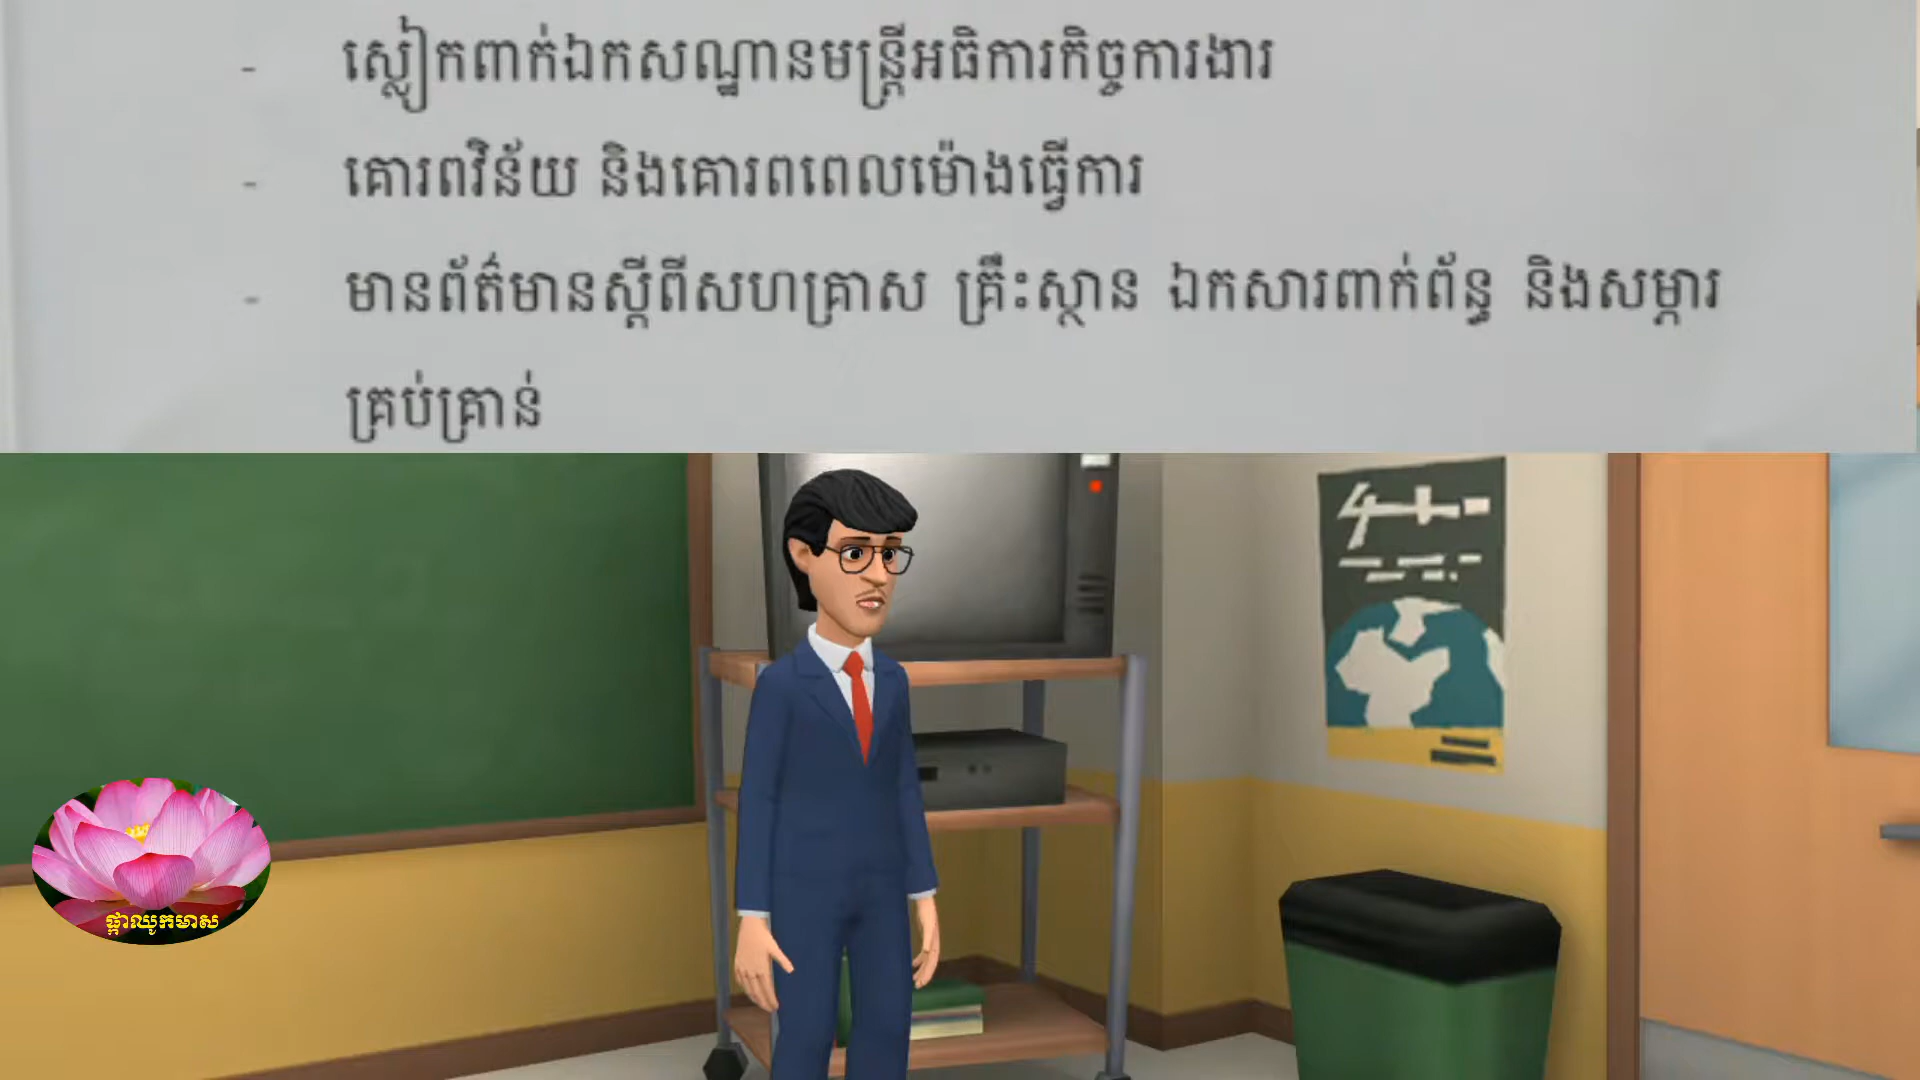 - ស្លៀកពាក់ឯកសណ្ឋានមន្ត្រីអធិការកិច្ចការងារ
- គោរពវិន័យ និងគោរពពេលម៉ោងធ្វើការ
- មានព័ត៌មានស្តីពីសហគ្រាស គ្រឹះស្ថាន ឯកសារពាក់ព័ន្ធ និងសម្ភារ
គ្រប់គ្រាន់
ផ្កាឈូកមាស